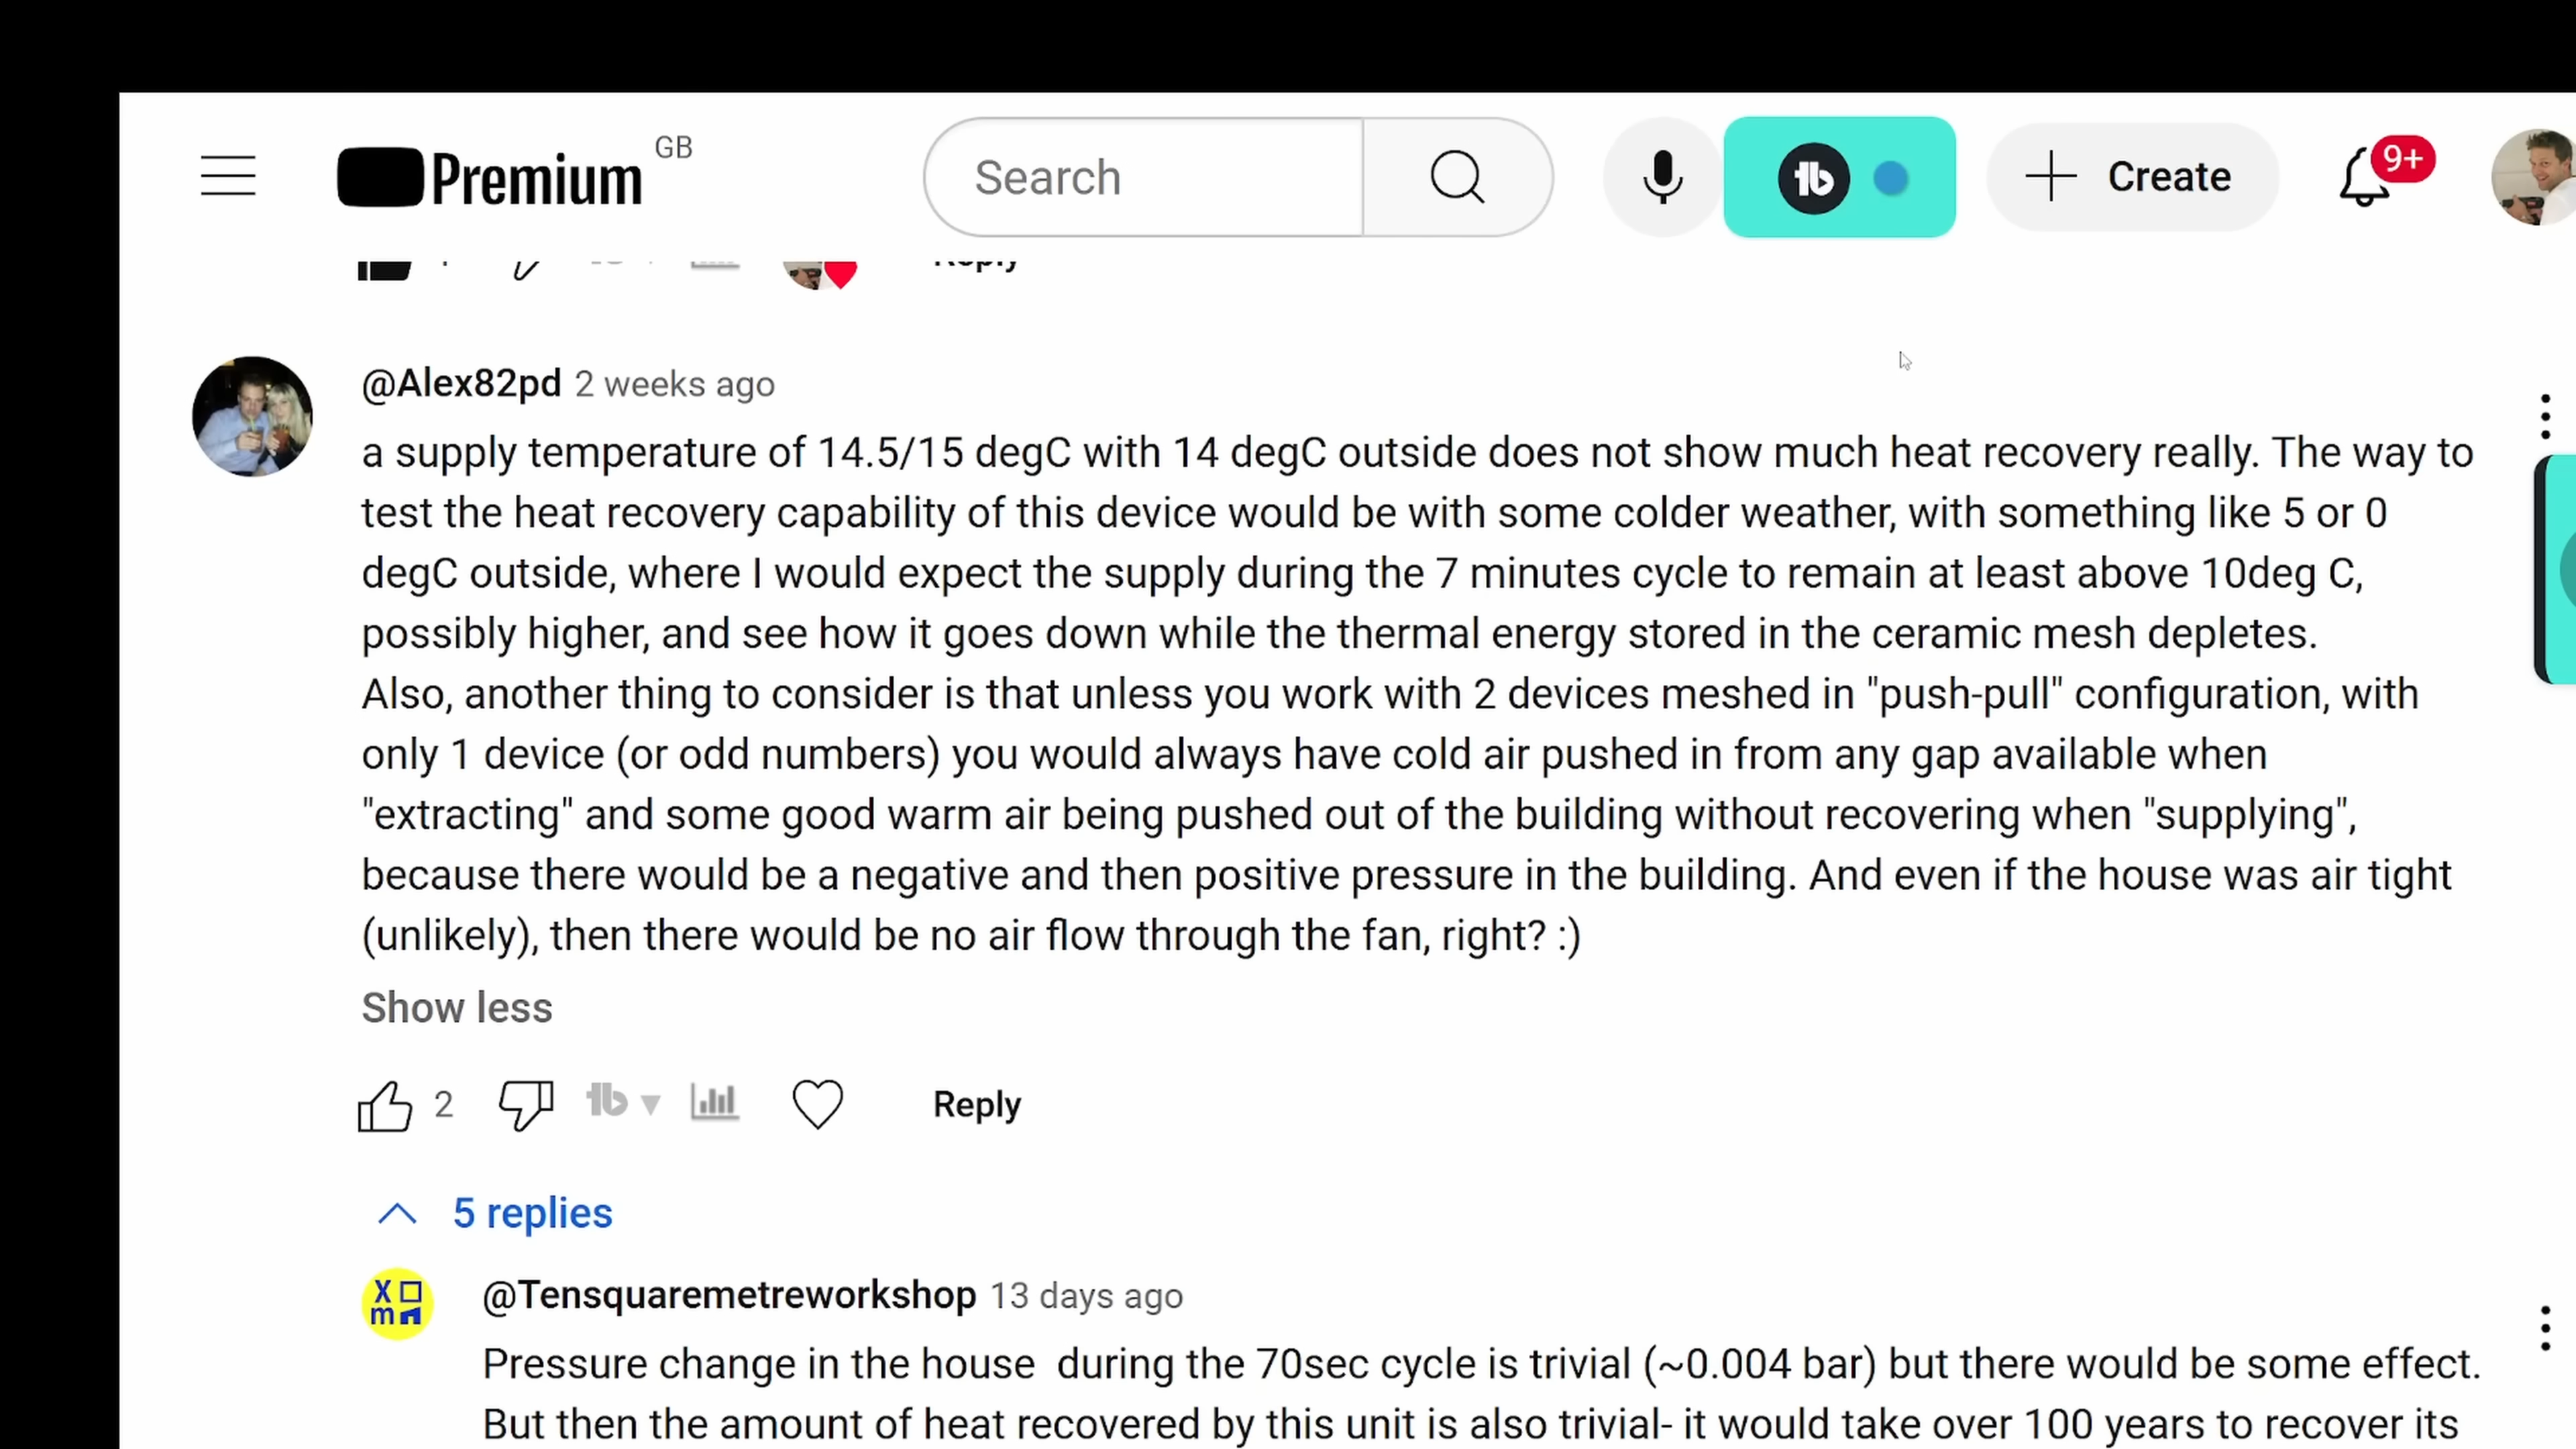 Premium GB
Search
Create
9+
Reply
@Alex82pd 2 weeks ago
a supply temperature of 14.5/15 degC with 14 degC outside does not show much heat recovery really. The way to
test the heat recovery capability of this device would be with some colder weather, with something like 5 or 0
degC outside, where I would expect the supply during the 7 minutes cycle to remain at least above 10deg C,
possibly higher, and see how it goes down while the thermal energy stored in the ceramic mesh depletes.
Also, another thing to consider is that unless you work with 2 devices meshed in "push-pull" configuration, with
only 1 device (or odd numbers) you would always have cold air pushed in from any gap available when
"extracting" and some good warm air being pushed out of the building without recovering when "supplying",
because there would be a negative and then positive pressure in the building. And even if the house was air tight
(unlikely), then there would be no air flow through the fan, right? :)
Show less
2
Reply
5 replies
@Tensquaremetreworkshop 13 days ago
Pressure change in the house during the 70sec cycle is trivial (~0.004 bar) but there would be some effect.
But then the amount of heat recovered by this unit is also trivial- it would take over 100 years to recover its